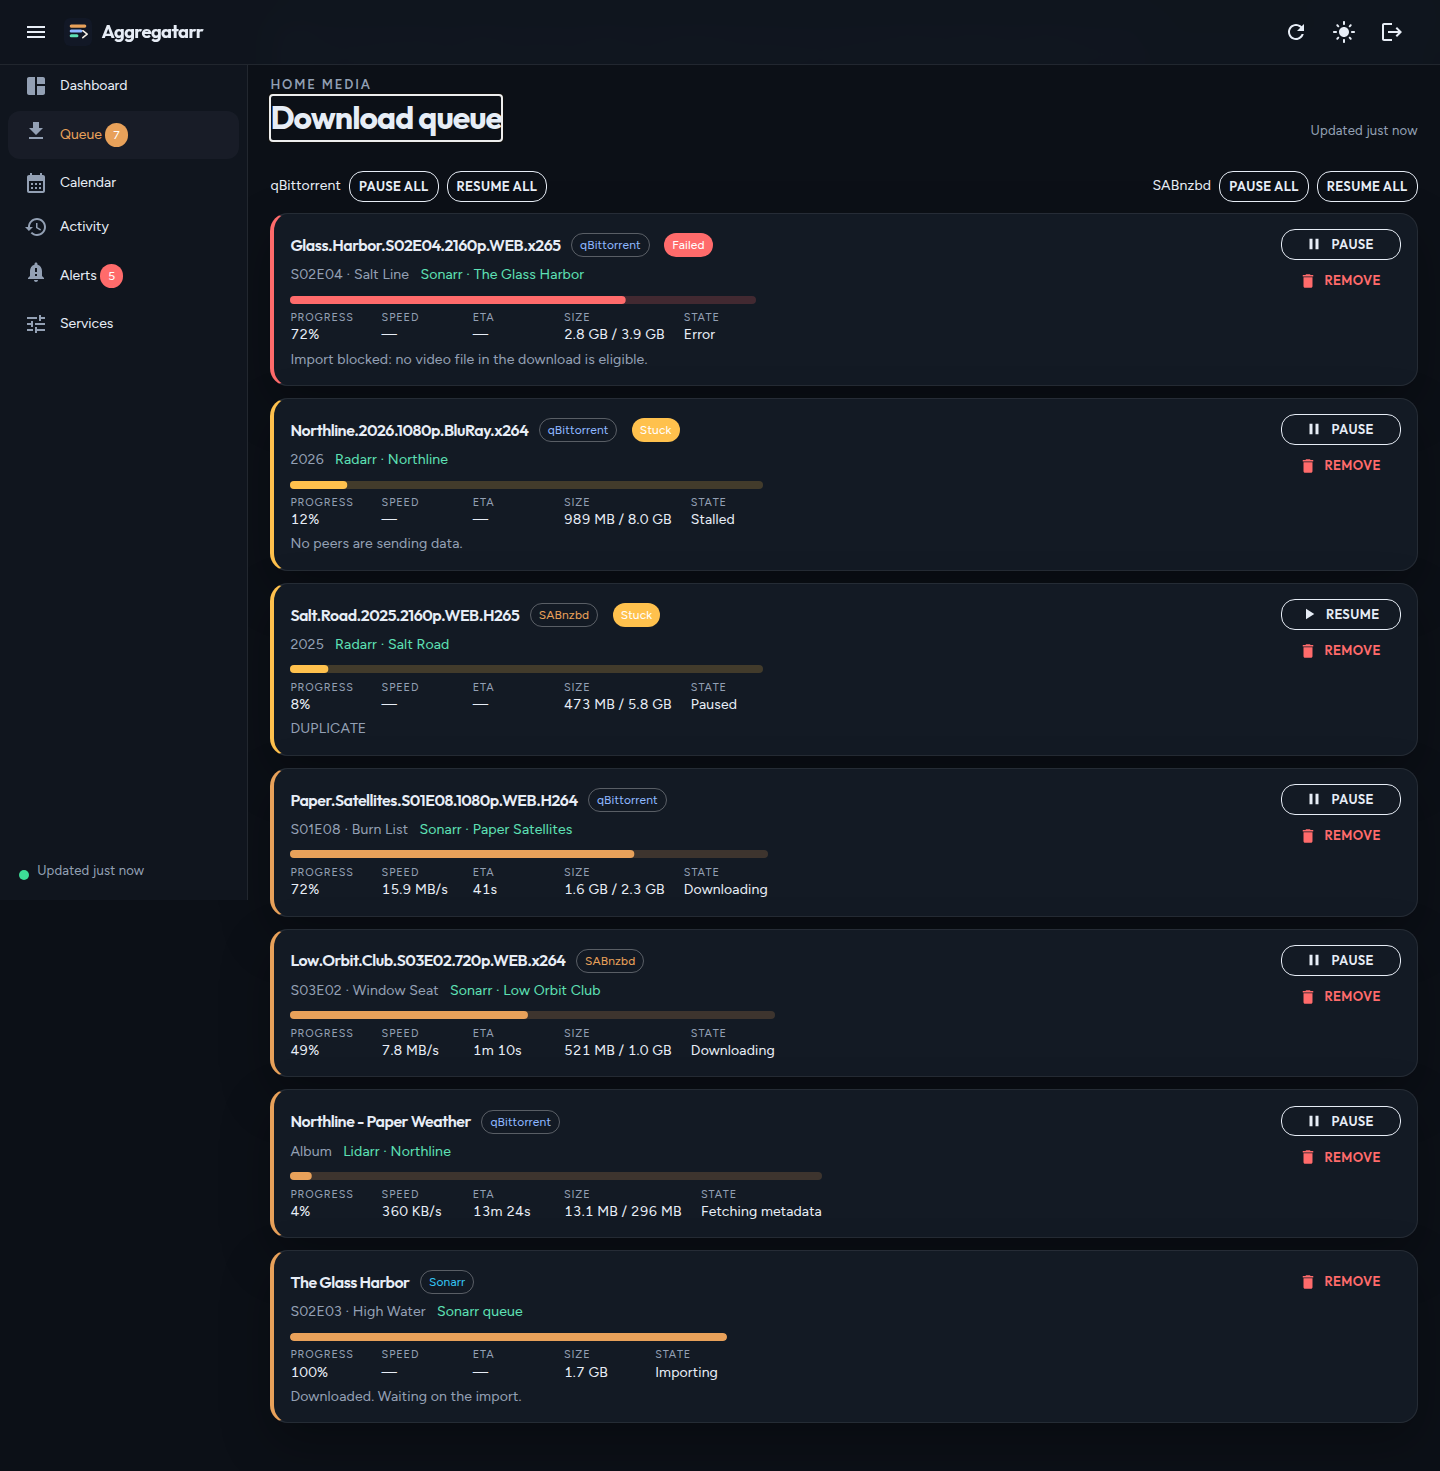 Aggregatarr
Dashboard
Queue 7
Calendar
Activity
Alerts 5
Services
Updated just now
HOME MEDIA
Download queue
Updated just now
qBittorrent PAUSE ALL RESUME ALL
SABnzbd PAUSE ALL RESUME ALL
Glass.Harbor.S02E04.2160p.WEB.x265 qBittorrent Failed
PAUSE
S02E04 · Salt Line Sonarr · The Glass Harbor
REMOVE
PROGRESS SPEED ETA SIZE STATE
72% — — 2.8 GB / 3.9 GB Error
Import blocked: no video file in the download is eligible.
Northline.2026.1080p.BluRay.x264 qBittorrent Stuck
PAUSE
2026 Radarr · Northline
REMOVE
PROGRESS SPEED ETA SIZE STATE
12% — — 989 MB / 8.0 GB Stalled
No peers are sending data.
Salt.Road.2025.2160p.WEB.H265 SABnzbd Stuck
RESUME
2025 Radarr · Salt Road
REMOVE
PROGRESS SPEED ETA SIZE STATE
8% — — 473 MB / 5.8 GB Paused
DUPLICATE
Paper.Satellites.S01E08.1080p.WEB.H264 qBittorrent
PAUSE
S01E08 · Burn List Sonarr · Paper Satellites
REMOVE
PROGRESS SPEED ETA SIZE STATE
72% 15.9 MB/s 41s 1.6 GB / 2.3 GB Downloading
Low.Orbit.Club.S03E02.720p.WEB.x264 SABnzbd
PAUSE
S03E02 · Window Seat Sonarr · Low Orbit Club
REMOVE
PROGRESS SPEED ETA SIZE STATE
49% 7.8 MB/s 1m 10s 521 MB / 1.0 GB Downloading
Northline - Paper Weather qBittorrent
PAUSE
Album Lidarr · Northline
REMOVE
PROGRESS SPEED ETA SIZE STATE
4% 360 KB/s 13m 24s 13.1 MB / 296 MB Fetching metadata
The Glass Harbor Sonarr
REMOVE
S02E03 · High Water Sonarr queue
PROGRESS SPEED ETA SIZE STATE
100% — — 1.7 GB Importing
Downloaded. Waiting on the import.